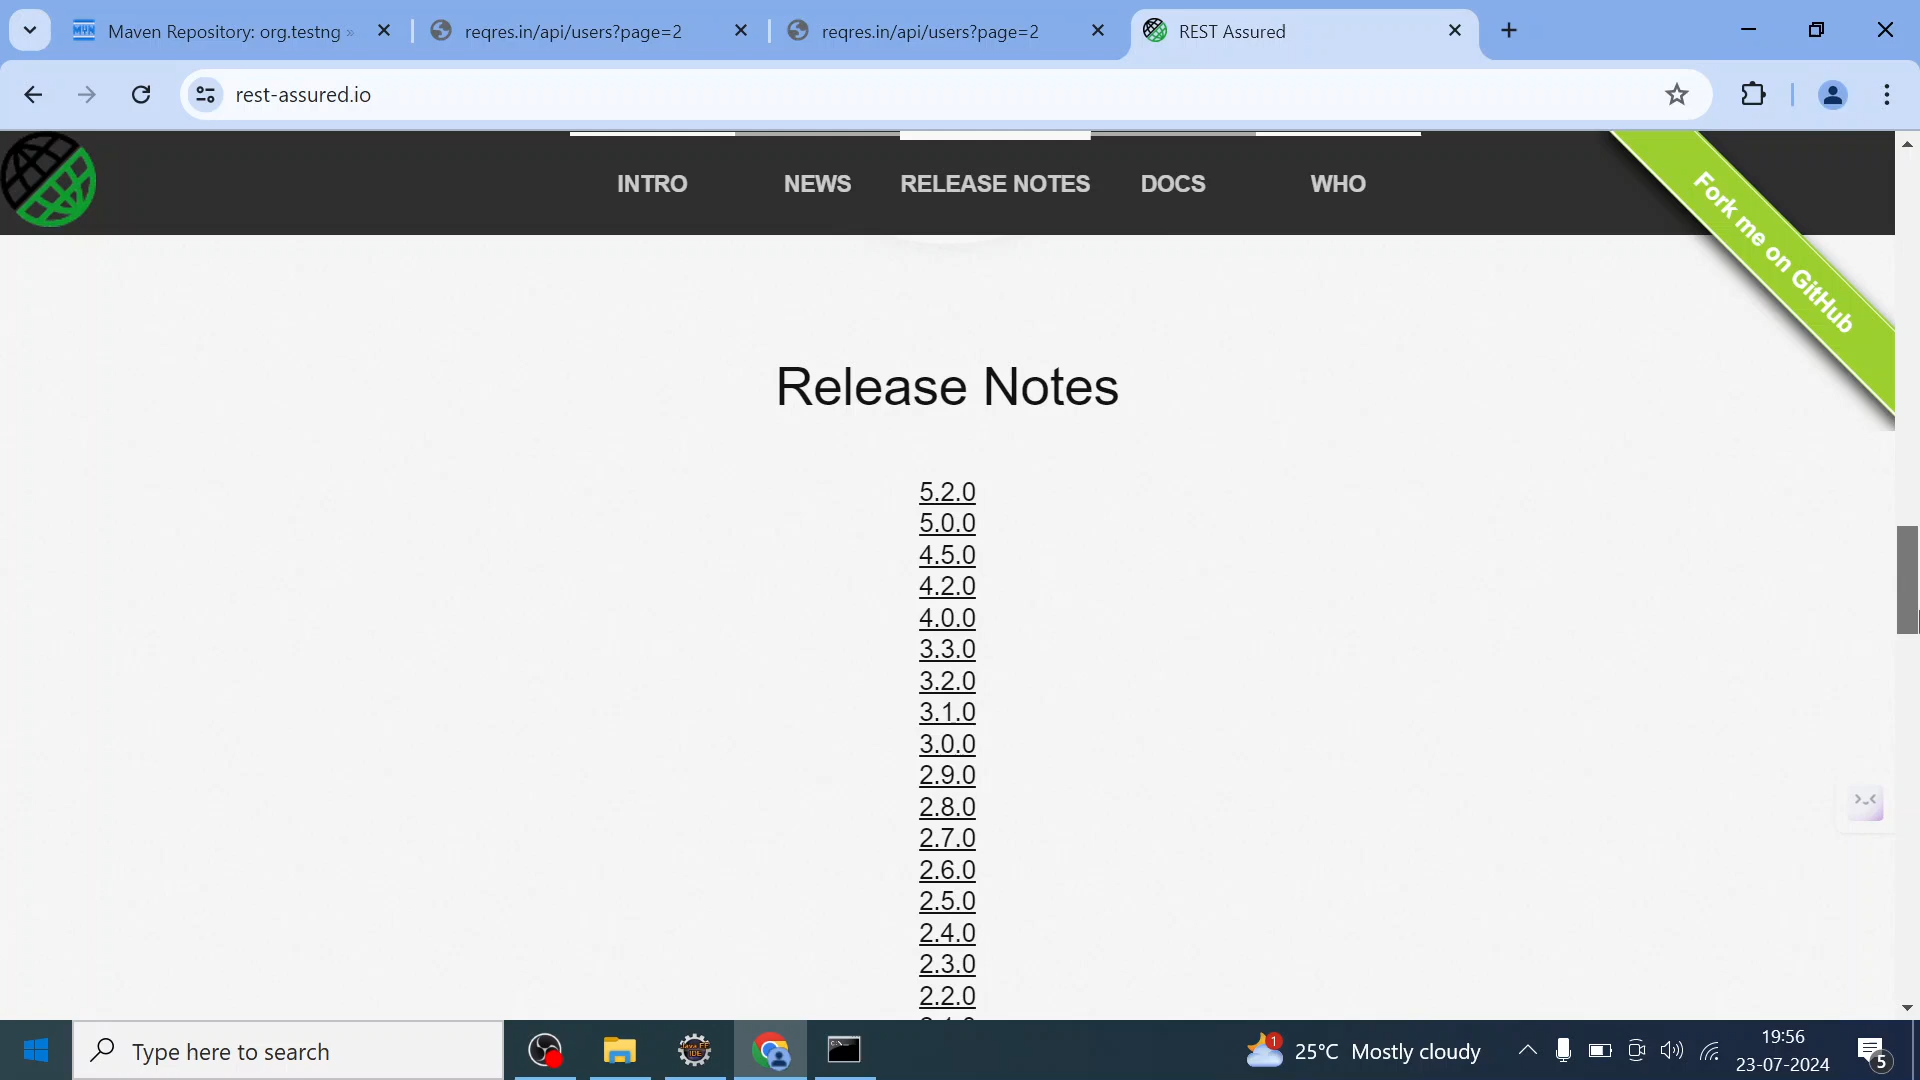 Maven Repository: org.testng »
reqres.in/api/users?page=2
reqres.in/api/users?page=2
REST Assured
rest-assured.io
INTRO
NEWS
RELEASE NOTES
DOCS
WHO
Fork me on GitHub
Release Notes
5.2.0
5.0.0
4.5.0
4.2.0
4.0.0
3.3.0
3.2.0
3.1.0
3.0.0
2.9.0
2.8.0
2.7.0
2.6.0
2.5.0
2.4.0
2.3.0
2.2.0
Type here to search
1
25°C Mostly cloudy
19:56
23-07-2024
5